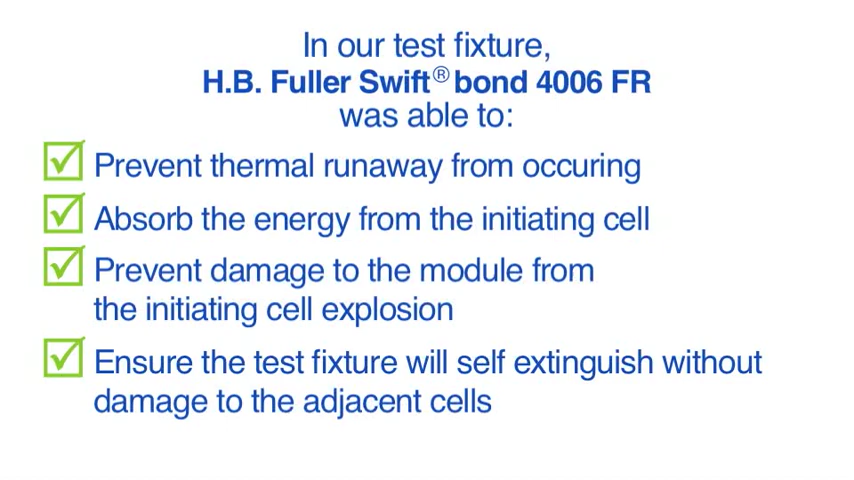 In our test fixture,
H.B. Fuller Swift® bond 4006 FR
was able to:
Prevent thermal runaway from occuring
Absorb the energy from the initiating cell
Prevent damage to the module from
the initiating cell explosion
Ensure the test fixture will self extinguish without
damage to the adjacent cells